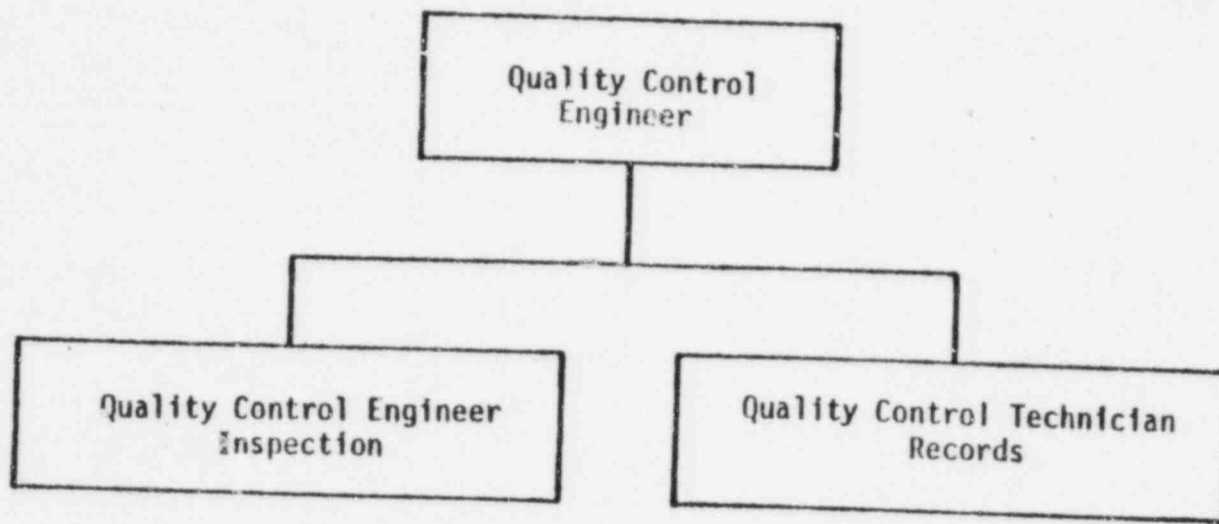 Quality Control
Engineer
Quality Control Engineer
Inspection
Quality Control Technician
Records